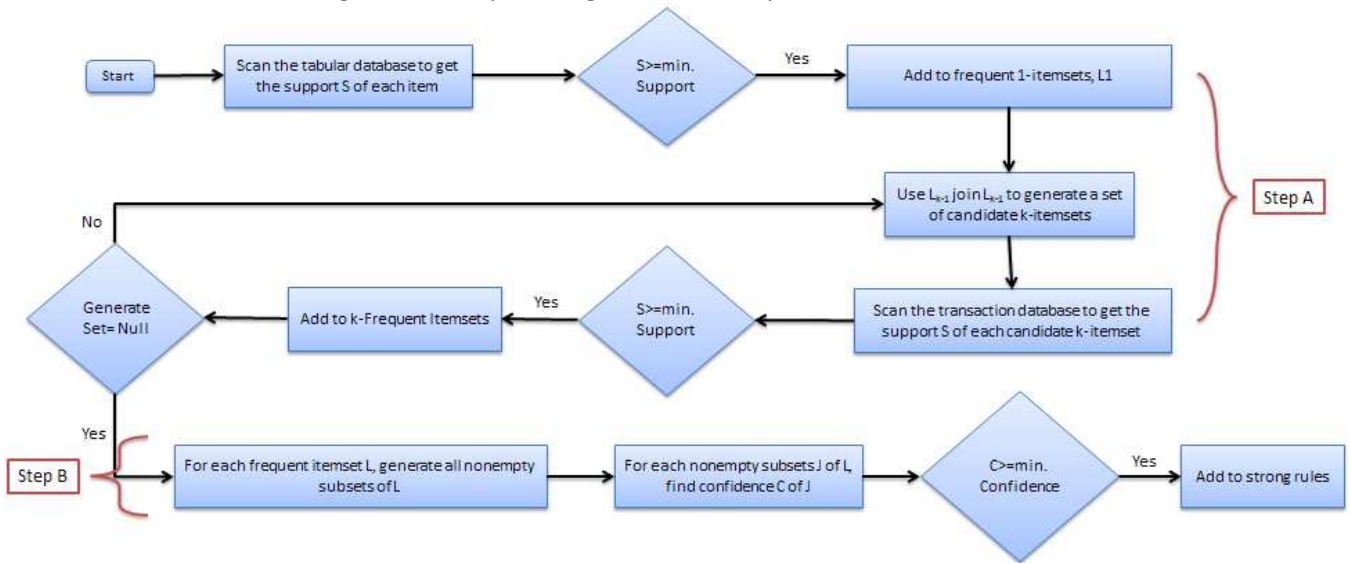 Start
Scan the tabular database to get
the support S of each item
S>=min.
Support
Yes
Add to frequent 1-itemsets, L1
Step A
Use Lk-1 join Lk-1 to generate a set
of candidate k-itemsets
No
Generate
Set= Null
Add to k-Frequent Itemsets
Yes
S>=min.
Support
Scan the transaction database to get the
support S of each candidate k-itemset
Yes
Step B
For each frequent itemset L, generate all nonempty
subsets of L
For each nonempty subsets J of L,
find confidence C of J
C>=min.
Confidence
Yes
Add to strong rules